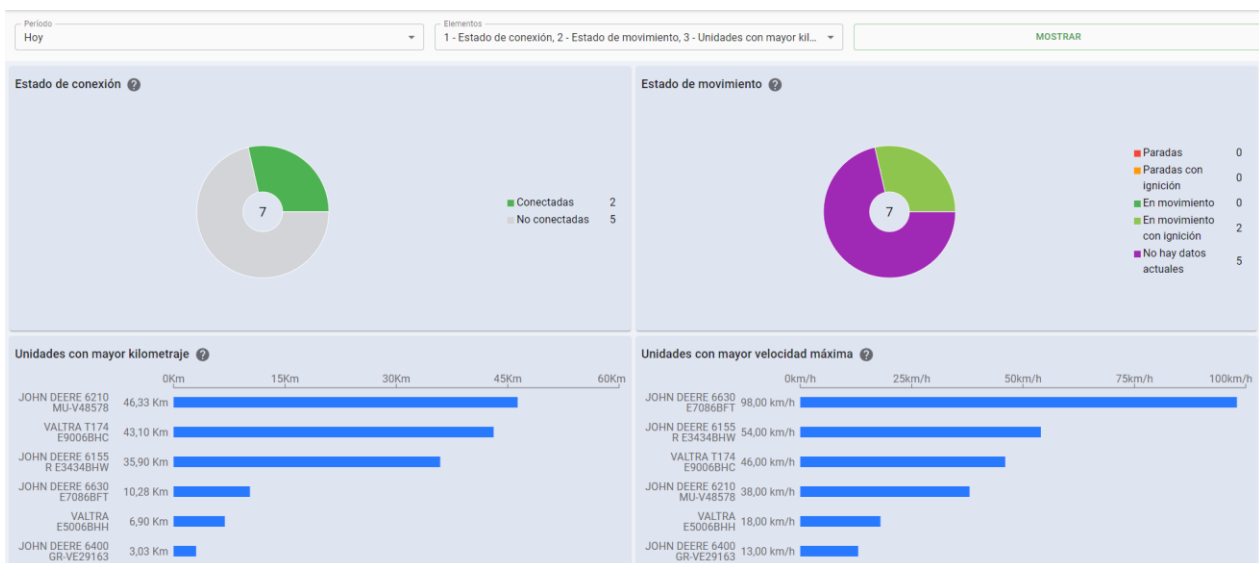 Período
Hoy
Elementos
1 - Estado de conexión, 2 - Estado de movimiento, 3 - Unidades con mayor kil...
MOSTRAR
Estado de conexión
7
Conectadas 2
No conectadas 5
Estado de movimiento
7
Paradas 0
Paradas con
ignición 0
En movimiento 0
En movimiento
con ignición 2
No hay datos
actuales 5
Unidades con mayor kilometraje
0Km 15Km 30Km 45Km 60Km
JOHN DEERE 6210
MU-V48578 46,33 Km
VALTRA T174
E9006BHC 43,10 Km
JOHN DEERE 6155
R E3434BHW 35,90 Km
JOHN DEERE 6630
E7086BFT 10,28 Km
VALTRA
E5006BHH 6,90 Km
JOHN DEERE 6400
GR-VE29163 3,03 Km
Unidades con mayor velocidad máxima
0km/h 25km/h 50km/h 75km/h 100km/h
JOHN DEERE 6630
E7086BFT 98,00 km/h
JOHN DEERE 6155
R E3434BHW 54,00 km/h
VALTRA T174
E9006BHC 46,00 km/h
JOHN DEERE 6210
MU-V48578 38,00 km/h
VALTRA
E5006BHH 18,00 km/h
JOHN DEERE 6400
GR-VE29163 13,00 km/h